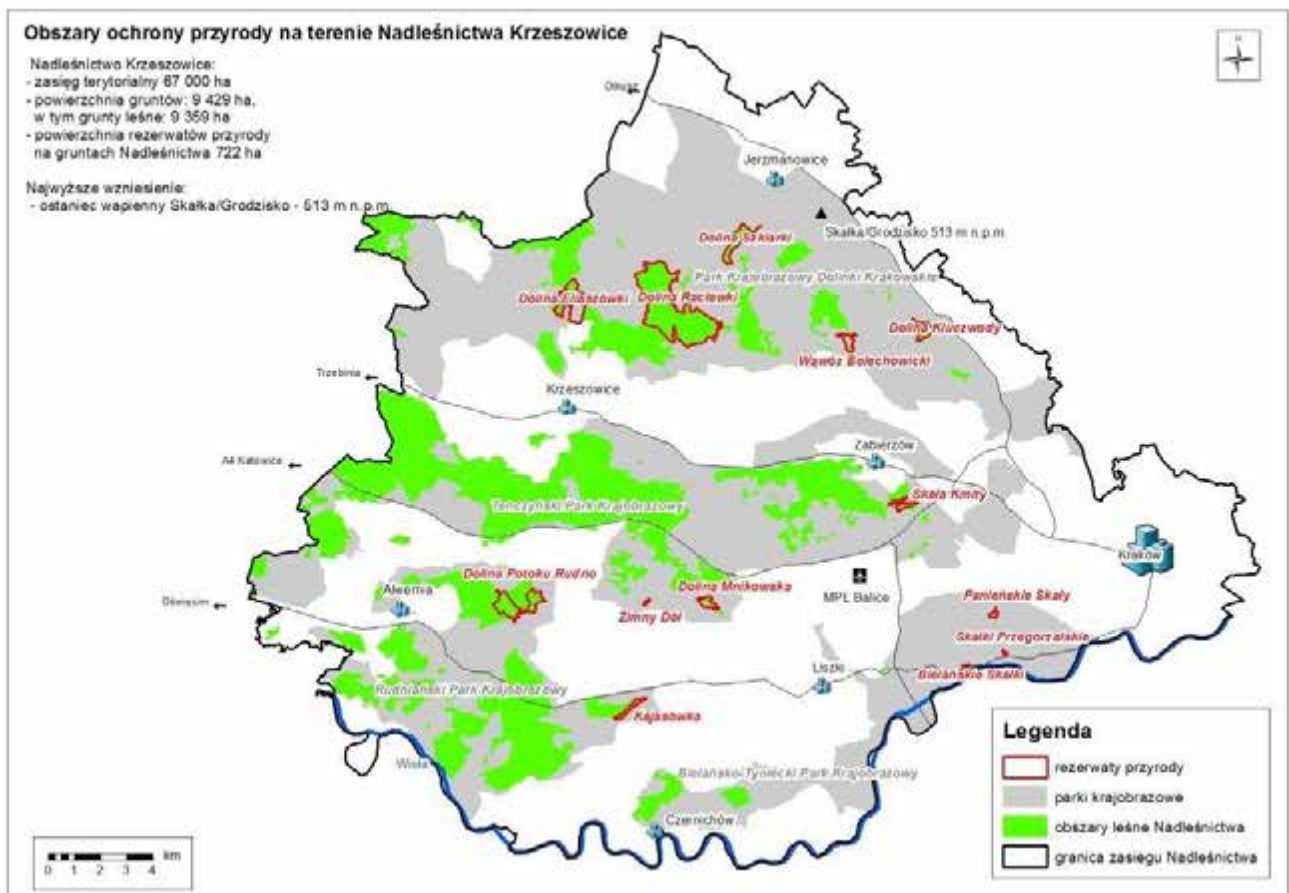 Obszary ochrony przyrody na terenie Nadleśnictwa Krzeszowice
Nadleśnictwo Krzeszowice:
- zasięg terytorialny 67 000 ha
- powierzchnia gruntów: 9 429 ha,
w tym grunty leśne: 9 359 ha
- powierzchnia rezerwatów przyrody
na gruntach Nadleśnictwa 722 ha
Najwyższe wzniesienie:
- ostaniec wapienny Skałka/Grodzisko - 513 m n.p.m.
N
Olkusz
Jerzmanowice
Skałka/Grodzisko 513 m n.p.m.
Dolina Szklarki
Park Krajobrazowy Dolinki Krakowskie
Dolina Eliaszówki
Dolina Racławki
Dolina Kluczwody
Wąwóz Bolechowicki
Trzebinia
Krzeszowice
Zabierzów
A4 Katowice
Skała Kmity
Tenczyński Park Krajobrazowy
Kraków
Dolina Potoku Rudno
Dolina Mnikowska
Alwernia
Oświęcim
Zimny Dół
MPL Balice
Panieńskie Skały
Skałki Przegorzalskie
Bielańskie Skałki
Liszki
Rudniański Park Krajobrazowy
Kajasówka
Wisła
Bielańsko-Tyniecki Park Krajobrazowy
Czernichów
Legenda
rezerwaty przyrody
parki krajobrazowe
obszary leśne Nadleśnictwa
granica zasięgu Nadleśnictwa
km
0 1 2 3 4